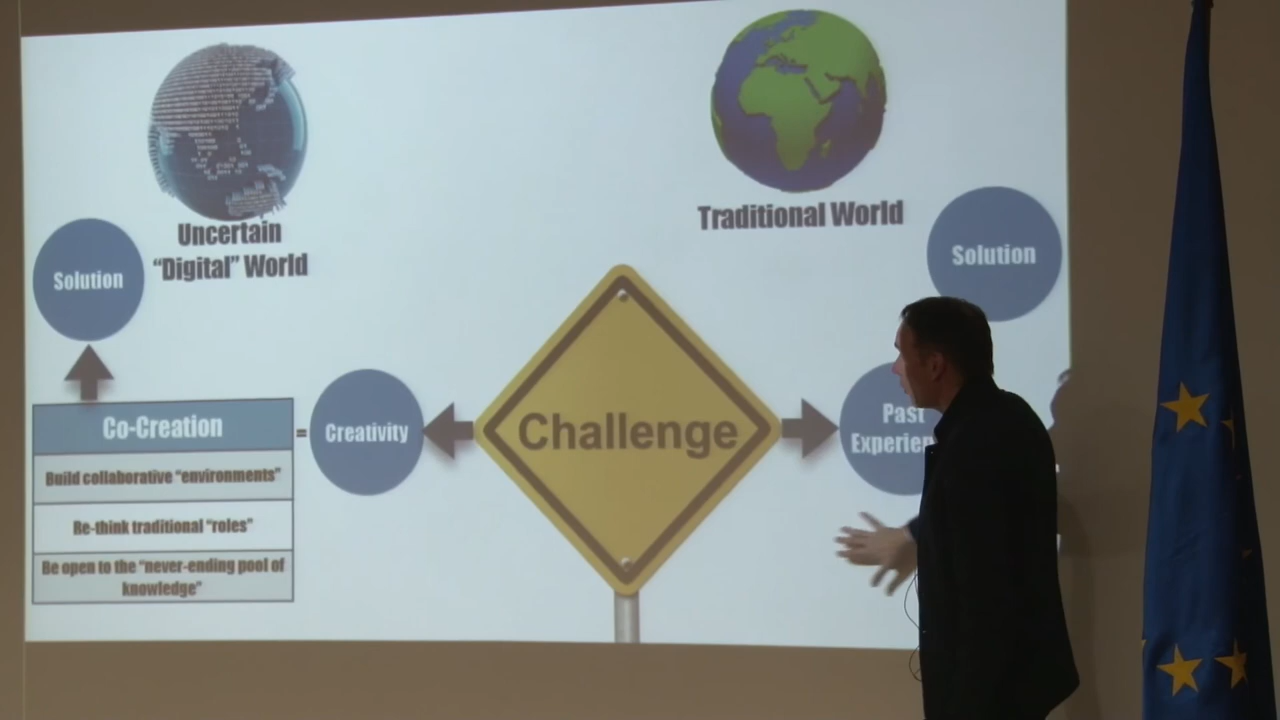 Uncertain
“Digital” World
Traditional World
Solution
Solution
Co-Creation
Build collaborative “environments”
Re-think traditional “roles”
Be open to the “never-ending pool of
knowledge”
=
Creativity
Challenge
Past